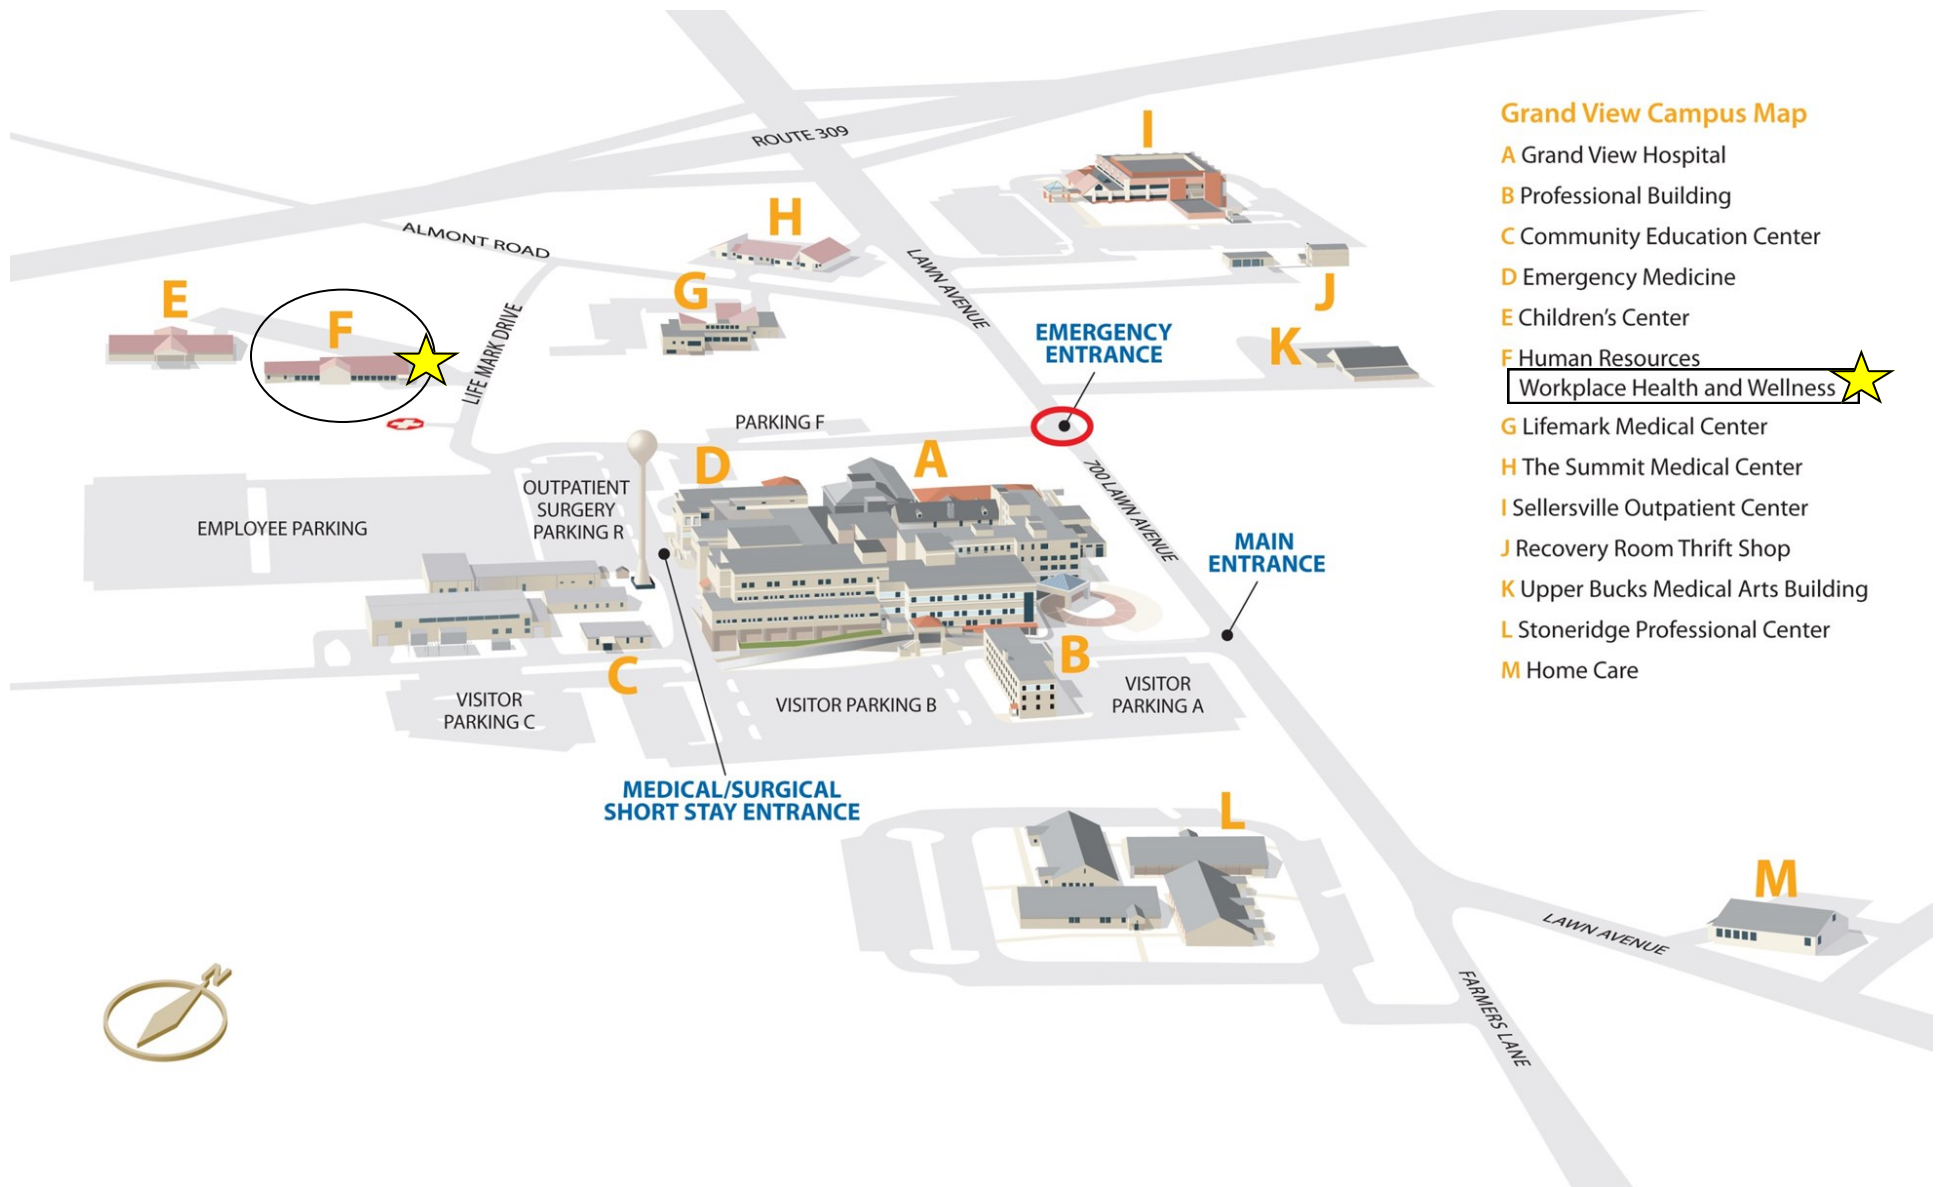 ROUTE 309
I
Grand View Campus Map
A Grand View Hospital
B Professional Building
C Community Education Center
D Emergency Medicine
E Children's Center
F Human Resources
Workplace Health and Wellness
G Lifemark Medical Center
H The Summit Medical Center
I Sellersville Outpatient Center
J Recovery Room Thrift Shop
K Upper Bucks Medical Arts Building
L Stoneridge Professional Center
M Home Care
H
ALMONT ROAD
LAWN AVENUE
E
F
G
J
LIFE MARK DRIVE
EMERGENCY
ENTRANCE
K
PARKING F
D
A
700 LAWN AVENUE
OUTPATIENT
SURGERY
PARKING R
EMPLOYEE PARKING
MAIN
ENTRANCE
C
B
VISITOR
PARKING C
VISITOR PARKING B
VISITOR
PARKING A
MEDICAL/SURGICAL
SHORT STAY ENTRANCE
L
M
LAWN AVENUE
FARMERS LANE
N